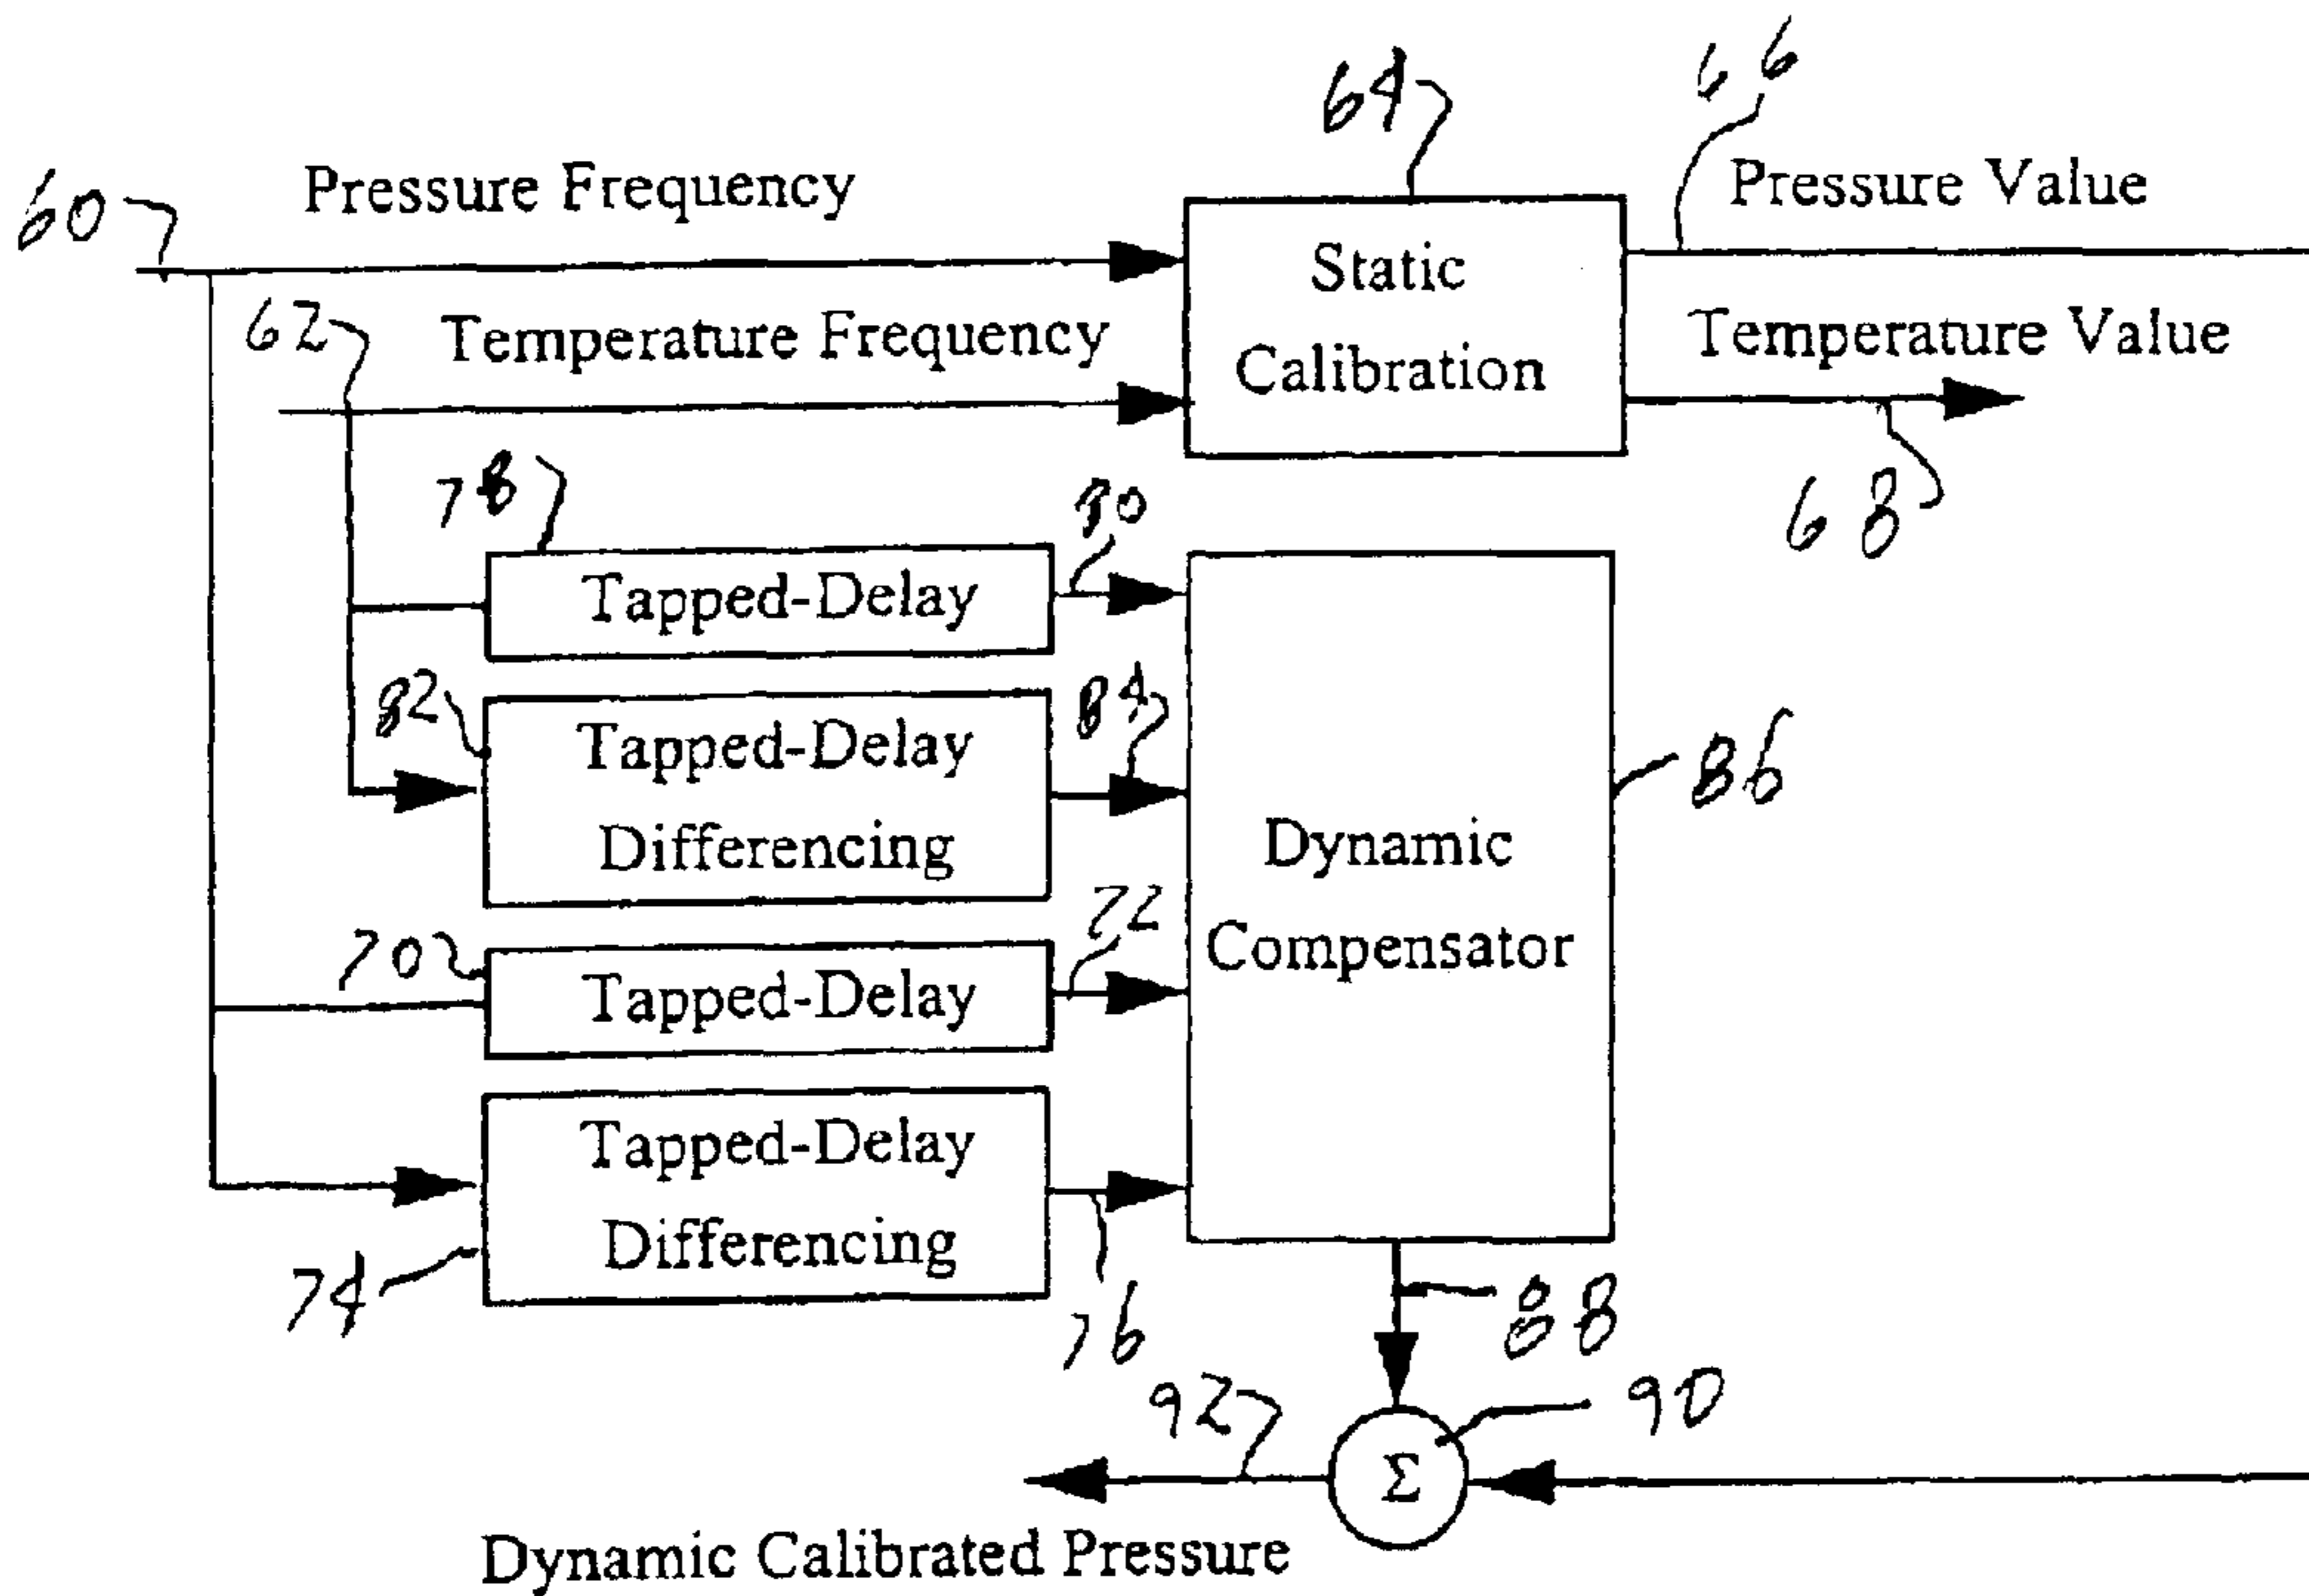 64
66
60
Pressure Frequency
Pressure Value
Static
Calibration
62
Temperature Frequency
Temperature Value
78
68
Tapped-Delay
82
84
Tapped-Delay
Differencing
86
Dynamic
Compensator
70
72
Tapped-Delay
Tapped-Delay
Differencing
74
76
88
92
90
Σ
Dynamic Calibrated Pressure